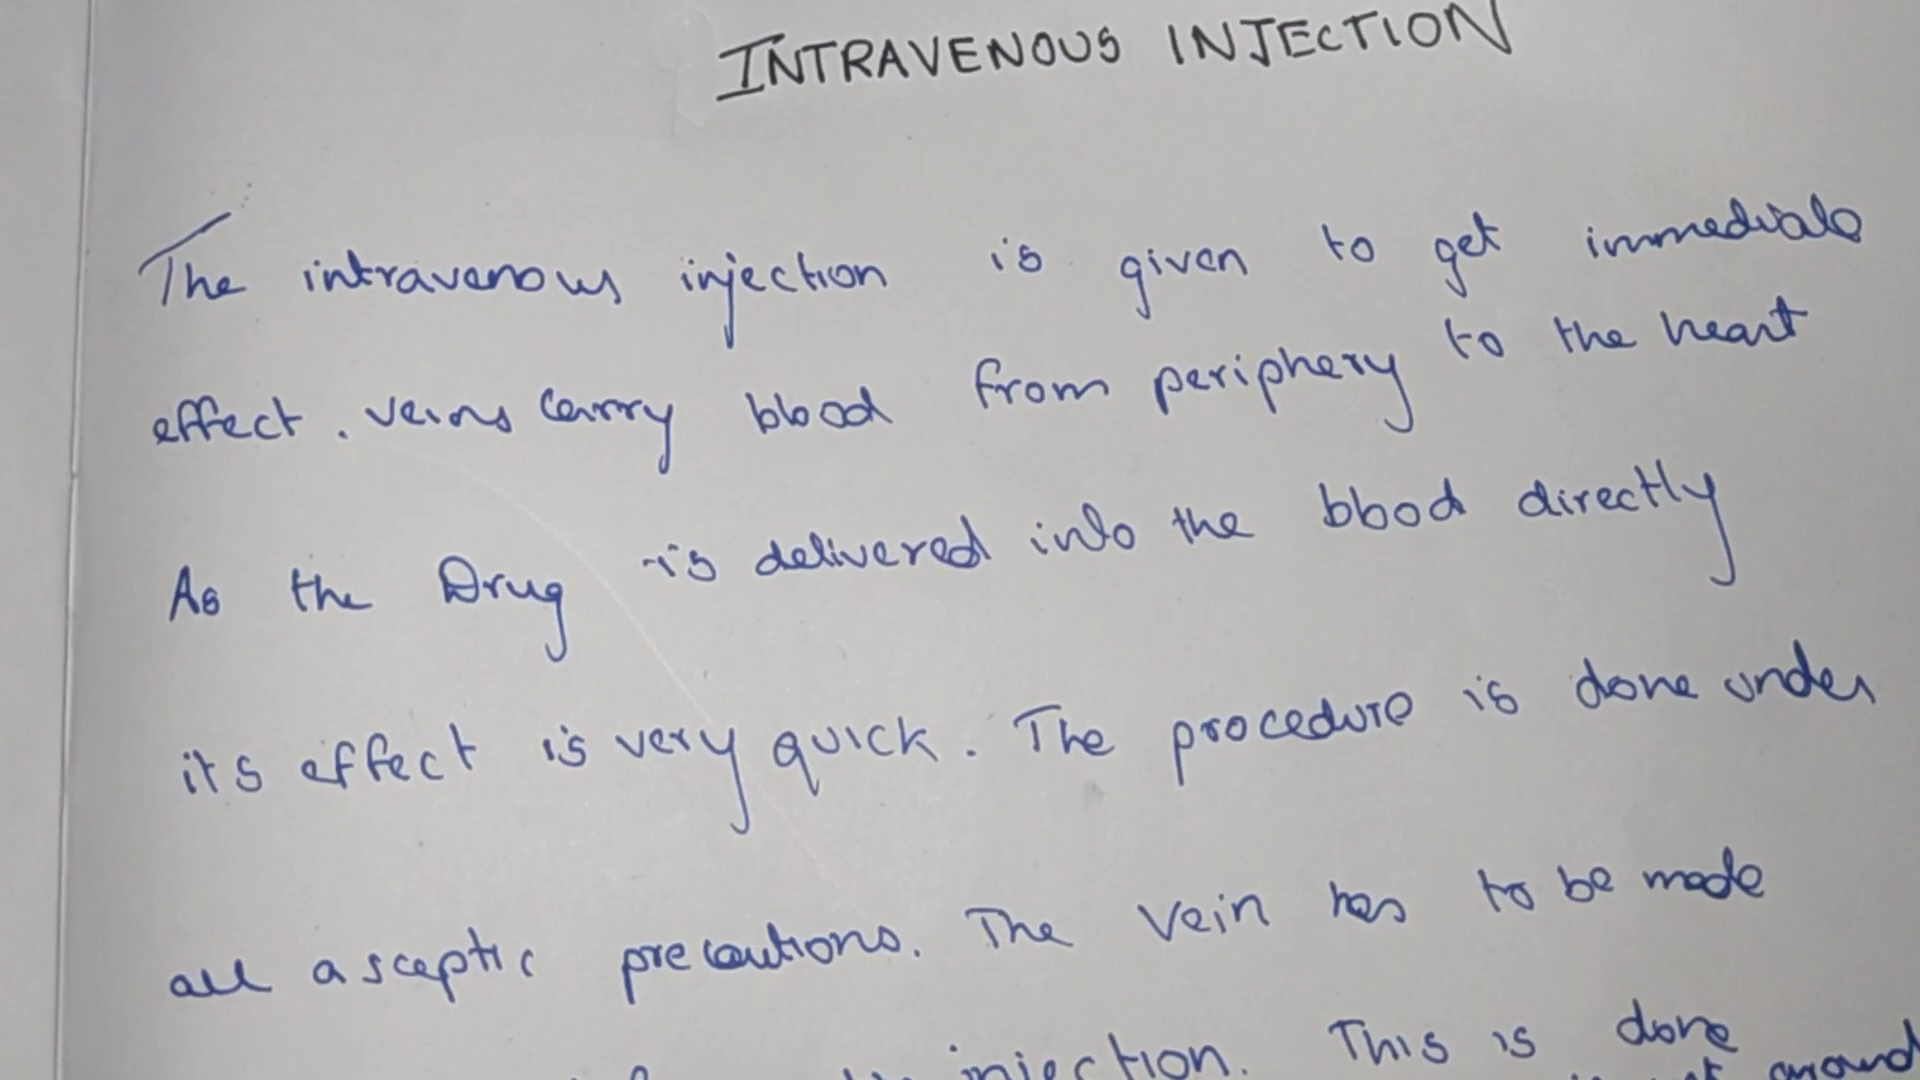 INTRAVENOUS INJECTION
The intravenous injection is given to get immediate
effect. veins carry blood from periphery to the heart
As the Drug is delivered into the blood directly
its effect is very quick. The procedure is done under
all asceptic precautions. The vein has to be made
injection. This is done
around